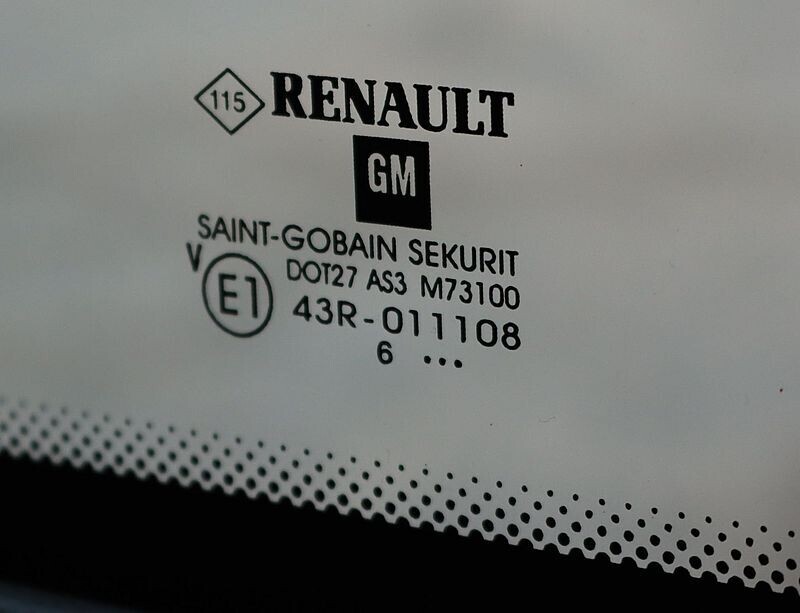 115 RENAULT
GM
SAINT-GOBAIN SEKURIT
V DOT27 AS3 M73100
E1 43R-011108
6 ...